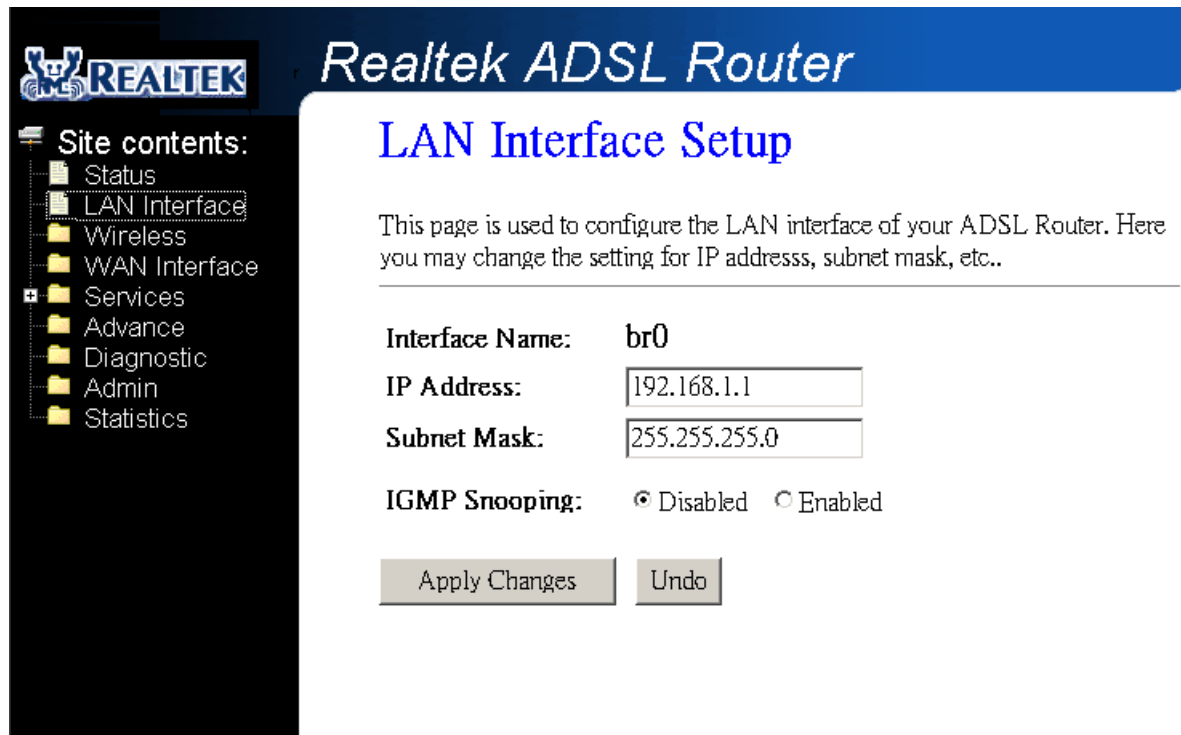 REALTEK
Realtek ADSL Router
Site contents:
Status
LAN Interface
Wireless
WAN Interface
Services
Advance
Diagnostic
Admin
Statistics
LAN Interface Setup
This page is used to configure the LAN interface of your ADSL Router. Here
you may change the setting for IP addresss, subnet mask, etc..
Interface Name: br0
IP Address: 192.168.1.1
Subnet Mask: 255.255.255.0
IGMP Snooping: Disabled Enabled
Apply Changes Undo